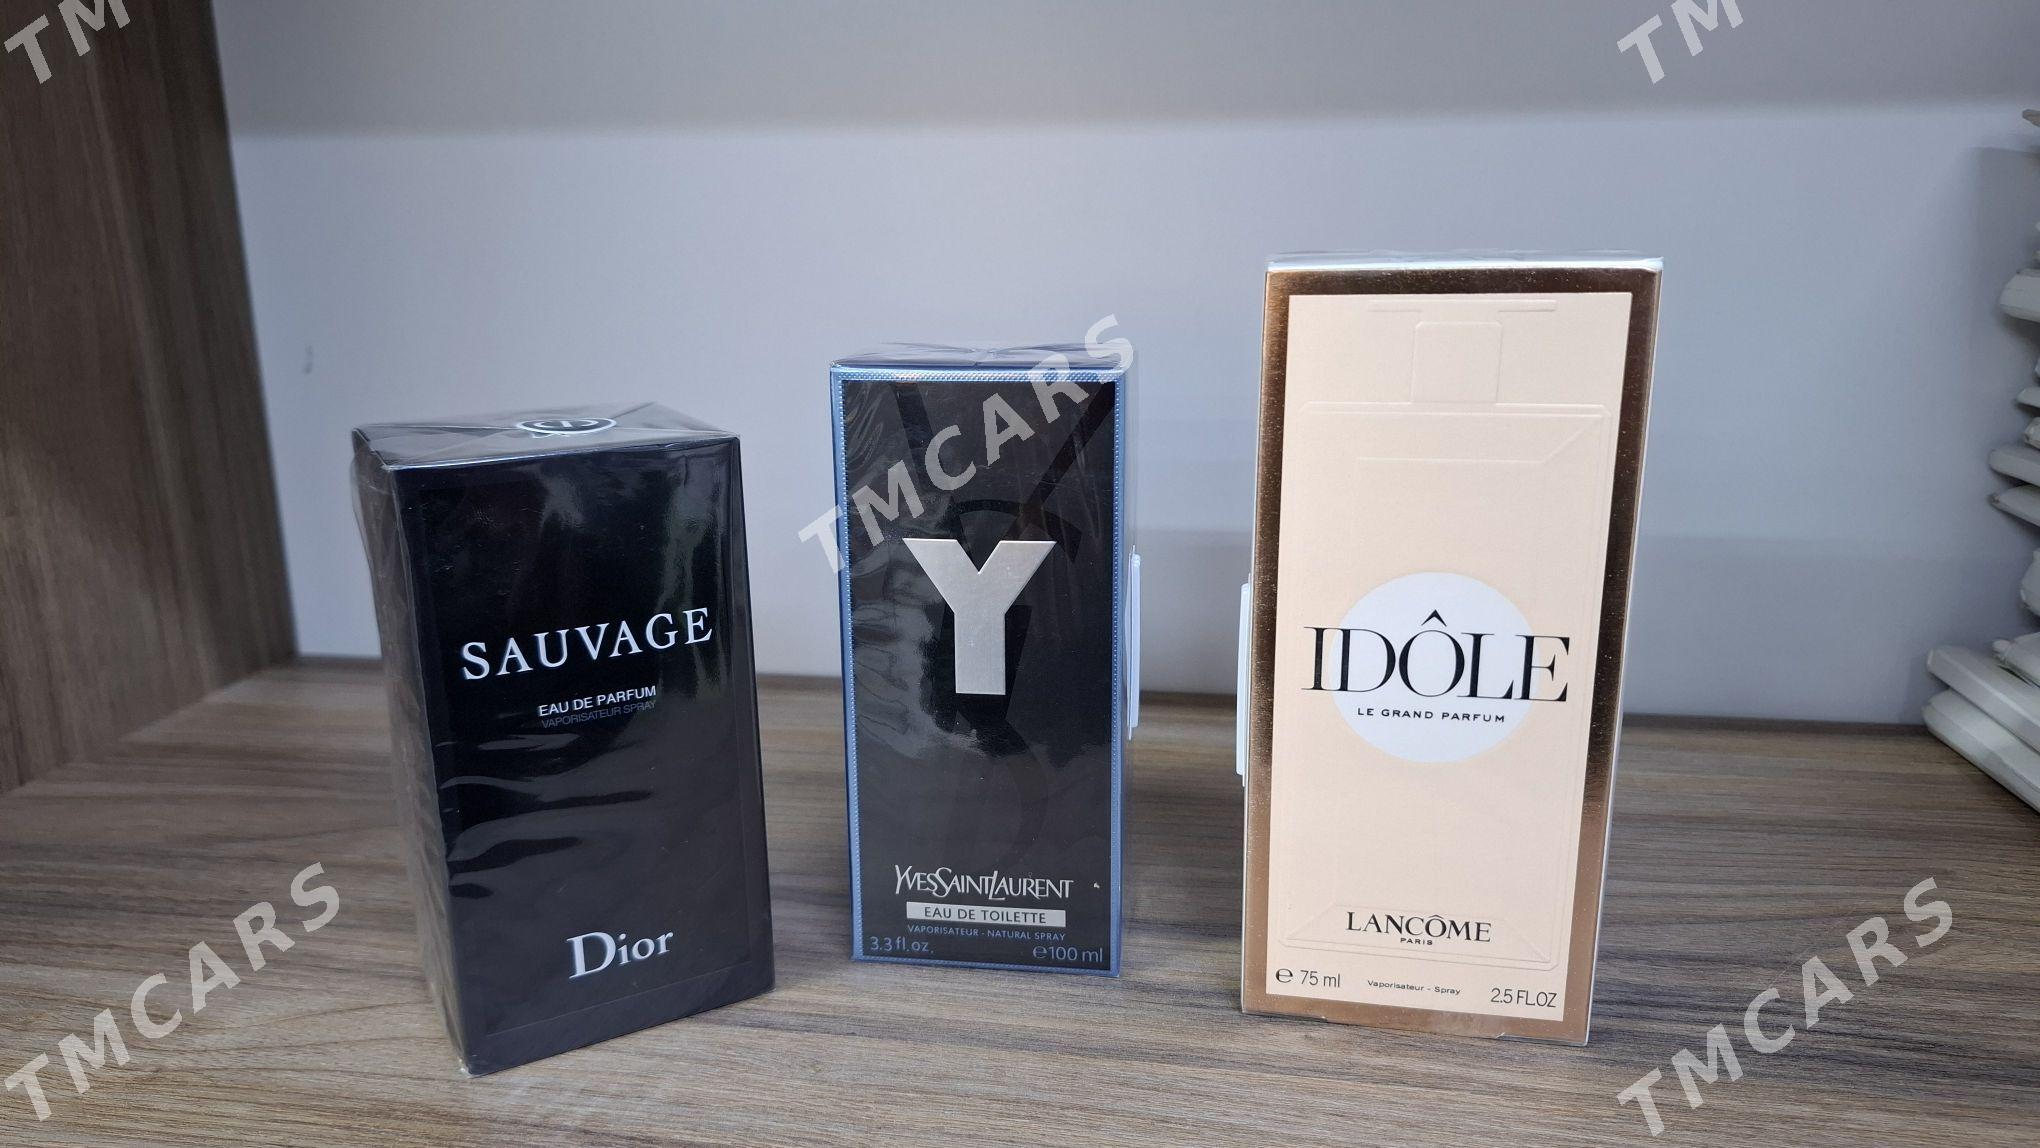 SAUVAGE
EAU DE PARFUM
VAPORISATEUR SPRAY
Dior
Y
YVESSAINTLAURENT
EAU DE TOILETTE
VAPORISATEUR - NATURAL SPRAY
3.3 fl.oz. e100 ml
IDÔLE
LE GRAND PARFUM
LANCÔME
PARIS
e 75 ml Vaporisateur - Spray 2.5 FL.OZ
TMCARS
TMCARS
TMCARS
TM
TM